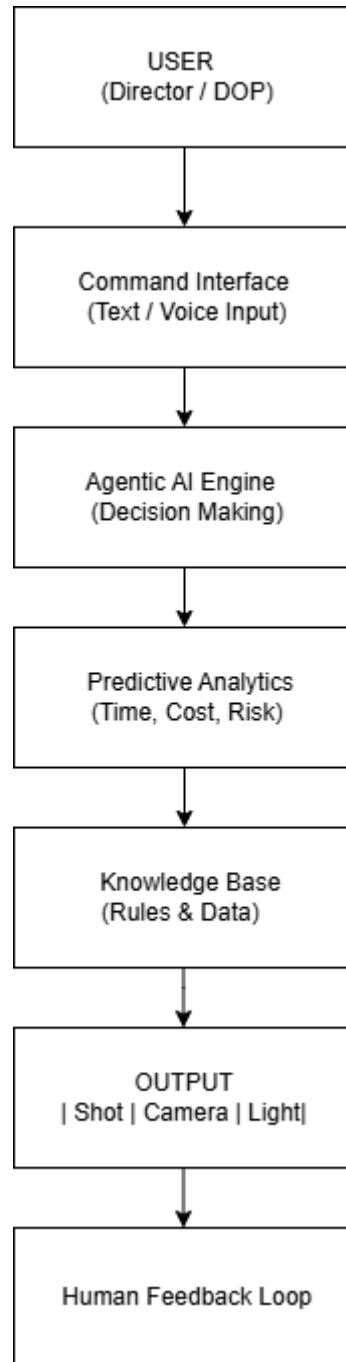 USER
(Director / DOP)
Command Interface
(Text / Voice Input)
Agentic AI Engine
(Decision Making)
Predictive Analytics
(Time, Cost, Risk)
Knowledge Base
(Rules & Data)
OUTPUT
| Shot | Camera | Light|
Human Feedback Loop